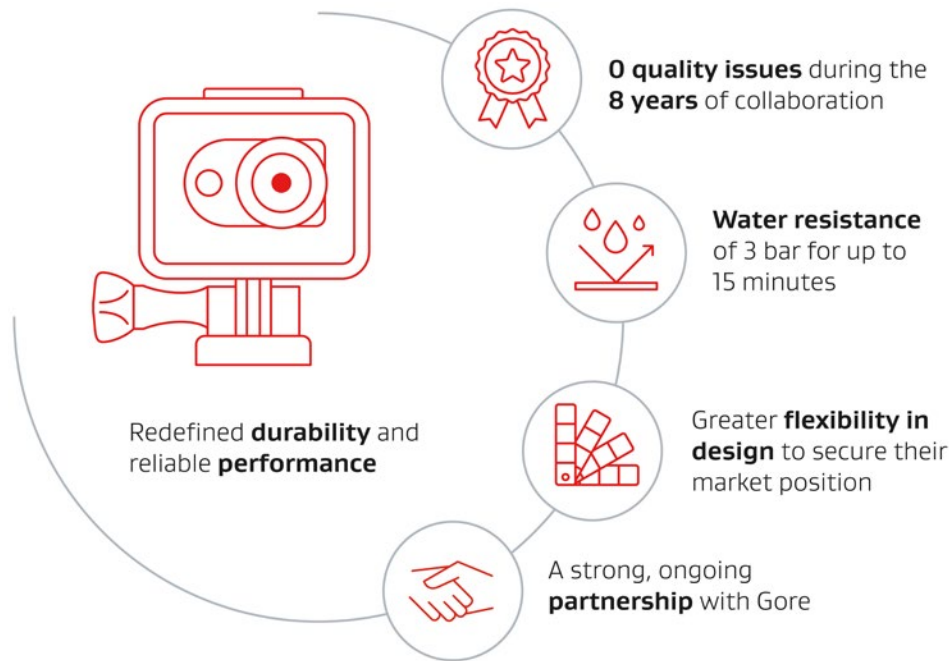 0 quality issues during the
8 years of collaboration
Water resistance
of 3 bar for up to
15 minutes
Greater flexibility in
design to secure their
market position
Redefined durability and
reliable performance
A strong, ongoing
partnership with Gore